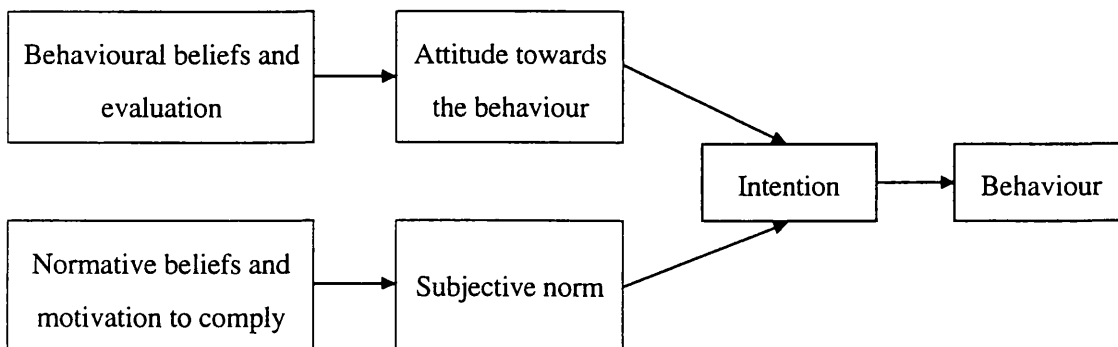 Behavioural beliefs and
evaluation
Attitude towards
the behaviour
Intention
Behaviour
Normative beliefs and
motivation to comply
Subjective norm